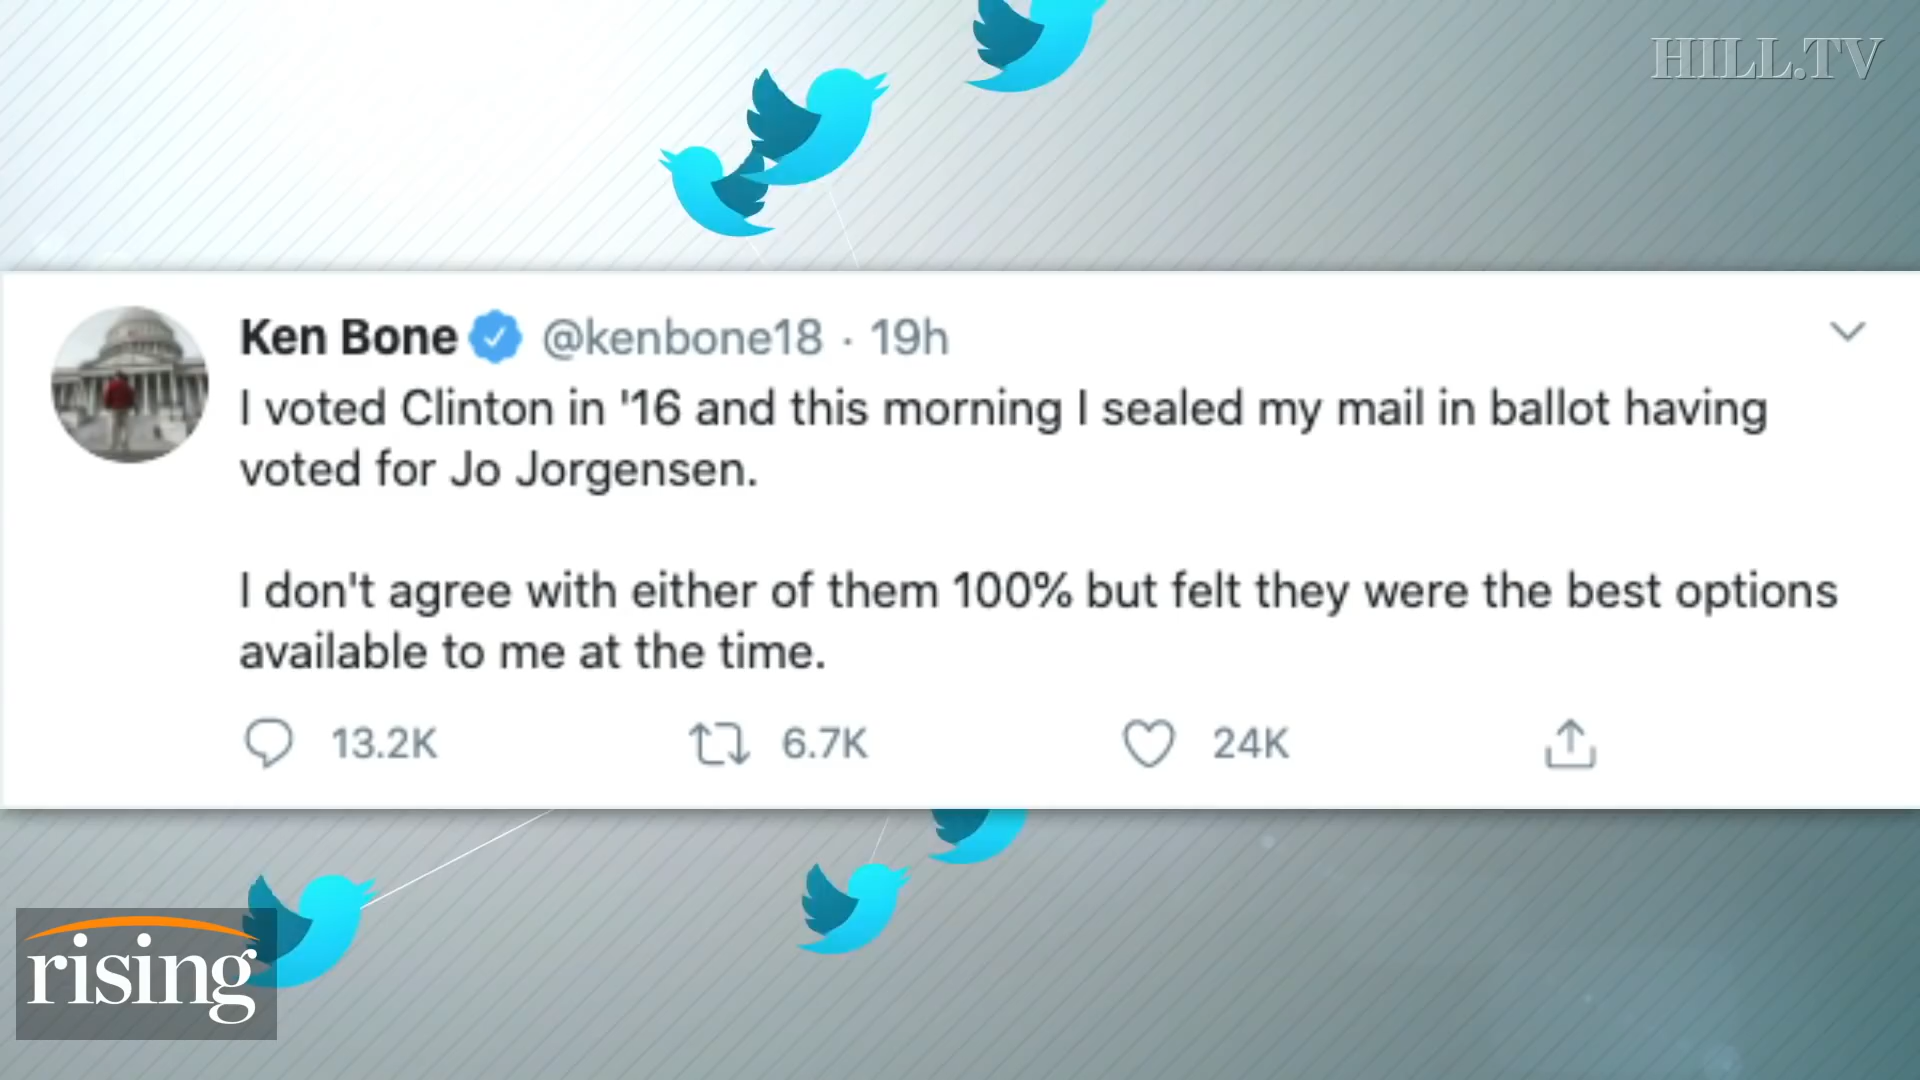 HILL.TV
Ken Bone @kenbone18 · 19h
I voted Clinton in '16 and this morning I sealed my mail in ballot having
voted for Jo Jorgensen.
I don't agree with either of them 100% but felt they were the best options
available to me at the time.
13.2K 6.7K 24K
rising